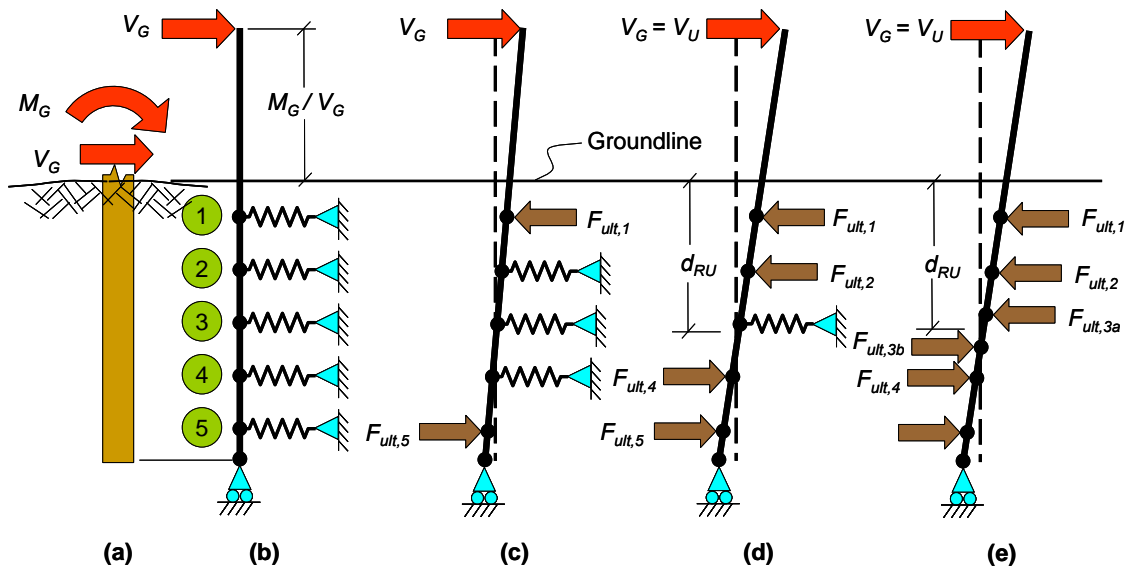 V_G
V_G
V_G = V_U
V_G = V_U
M_G
M_G / V_G
V_G
Groundline
1
F_ult,1
F_ult,1
F_ult,1
2
d_RU
F_ult,2
d_RU
F_ult,2
3
F_ult,3a
F_ult,3b
4
F_ult,4
F_ult,4
5
F_ult,5
F_ult,5
(a)
(b)
(c)
(d)
(e)